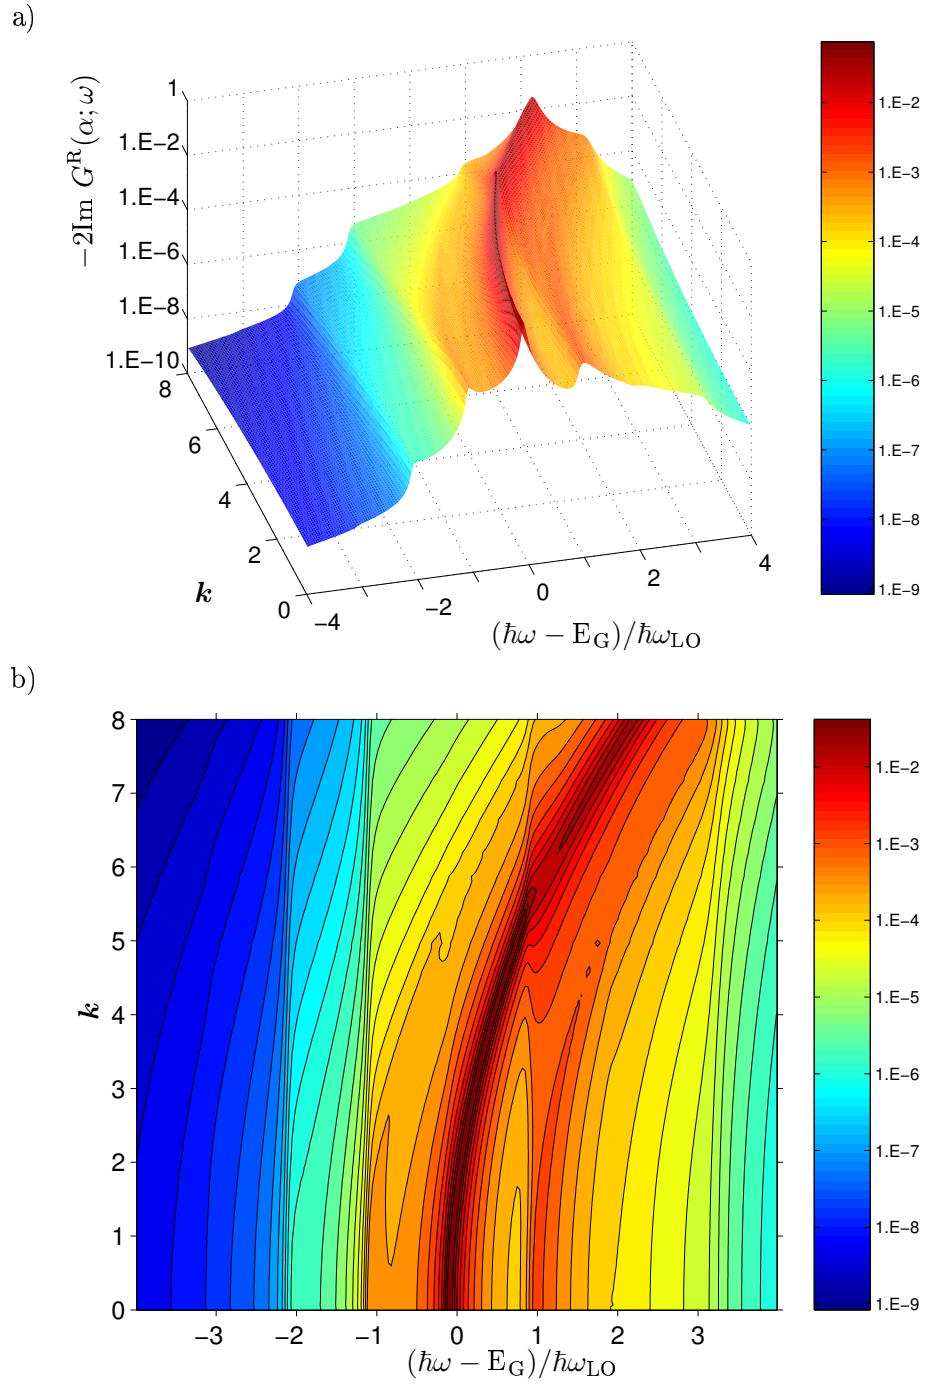 a)
−2Im G^R(α;ω)
1
1.E−2
1.E−4
1.E−6
1.E−8
1.E−10
8
6
4
2
0
k
−4
−2
0
2
4
(ħω − E_G)/ħω_LO
1.E−2
1.E−3
1.E−4
1.E−5
1.E−6
1.E−7
1.E−8
1.E−9
b)
8
7
6
5
4
3
2
1
0
k
−3
−2
−1
0
1
2
3
(ħω − E_G)/ħω_LO
1.E−2
1.E−3
1.E−4
1.E−5
1.E−6
1.E−7
1.E−8
1.E−9